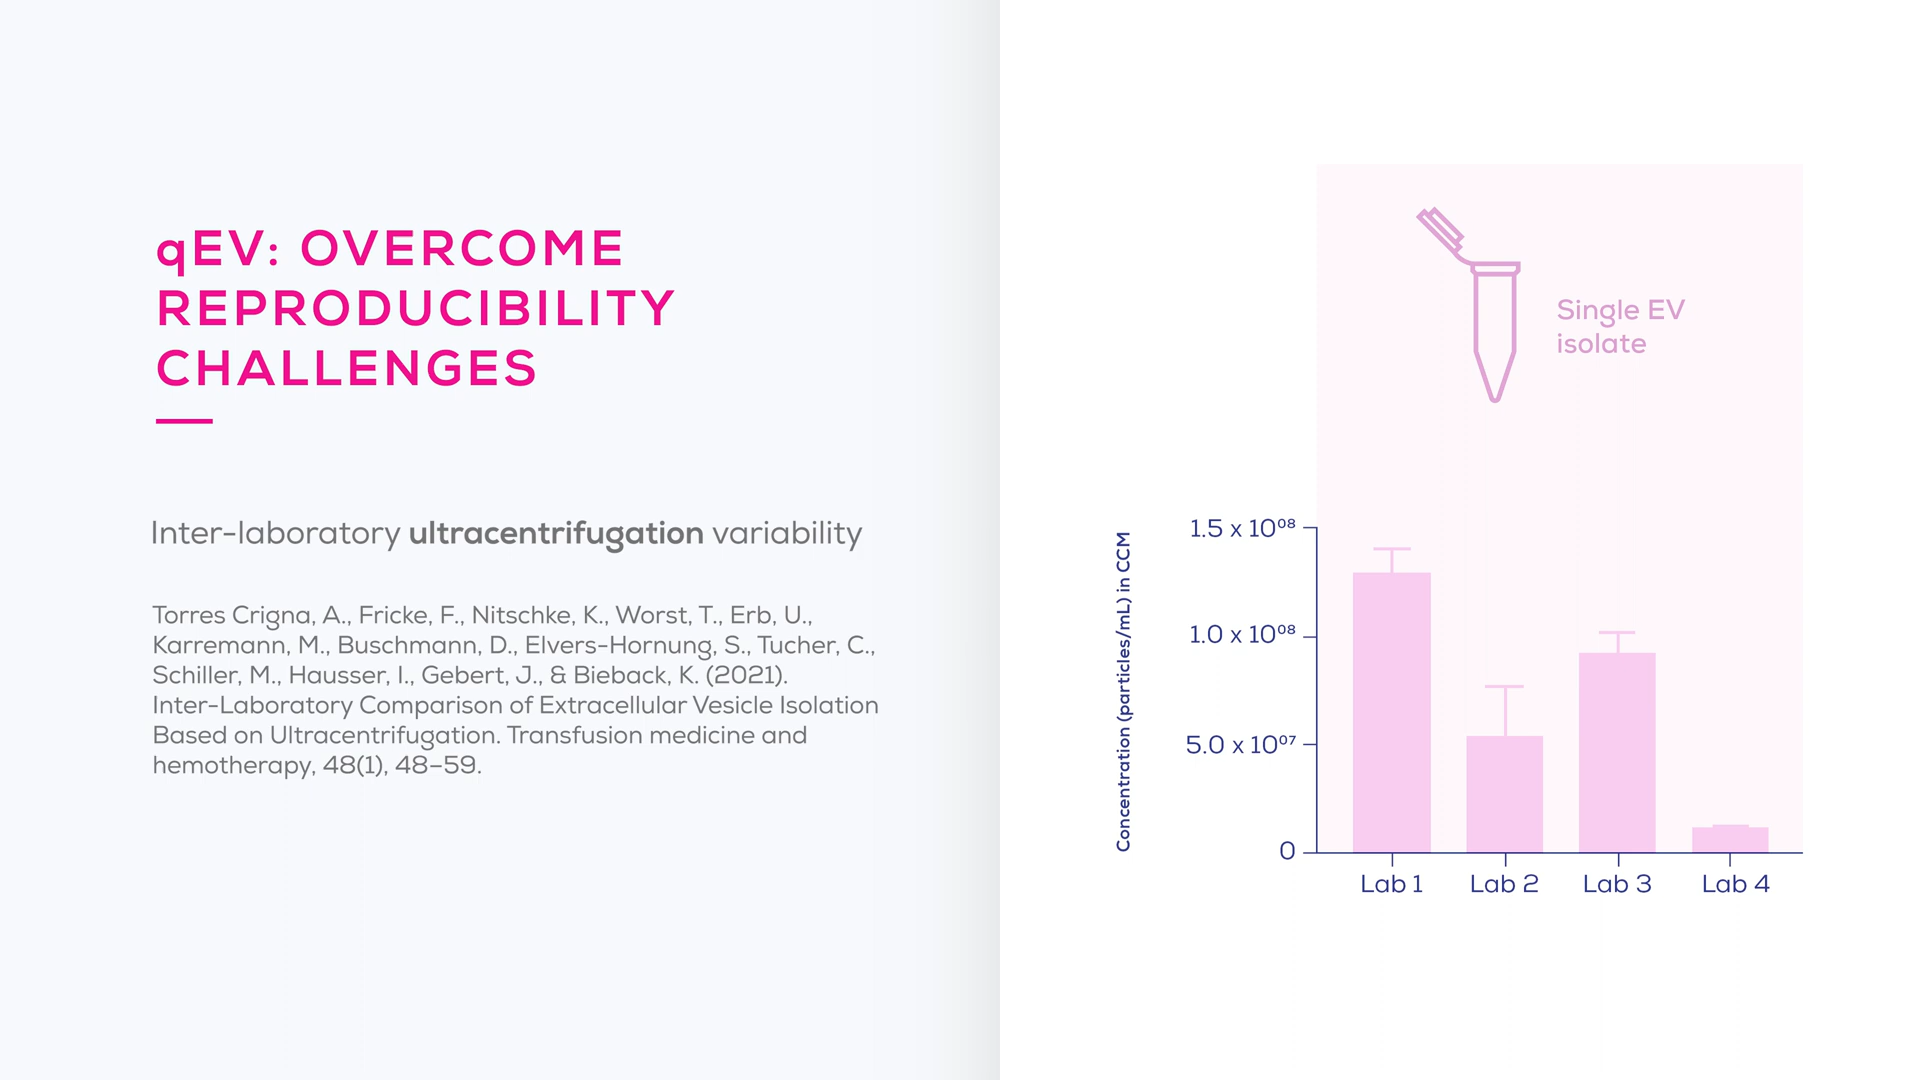 qEV: OVERCOME
REPRODUCIBILITY
CHALLENGES
Inter-laboratory ultracentrifugation variability
Torres Crigna, A., Fricke, F., Nitschke, K., Worst, T., Erb, U.,
Karremann, M., Buschmann, D., Elvers-Hornung, S., Tucher, C.,
Schiller, M., Hausser, I., Gebert, J., & Bieback, K. (2021).
Inter-Laboratory Comparison of Extracellular Vesicle Isolation
Based on Ultracentrifugation. Transfusion medicine and
hemotherapy, 48(1), 48–59.
Single EV
isolate
Concentration (particles/mL) in CCM
1.5 x 10⁰⁸
1.0 x 10⁰⁸
5.0 x 10⁰⁷
0
Lab 1 Lab 2 Lab 3 Lab 4